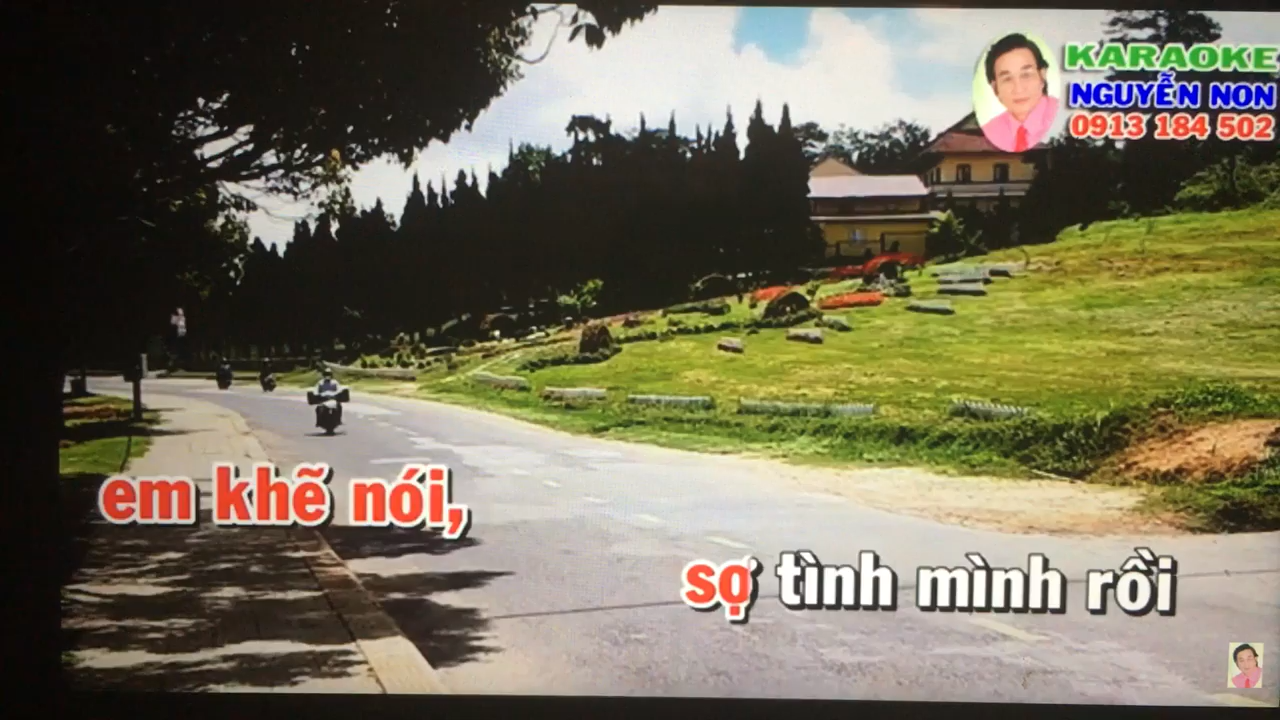 KARAOKE
NGUYỄN NON
0913 184 502
em khẽ nói,
sợ tình mình rồi